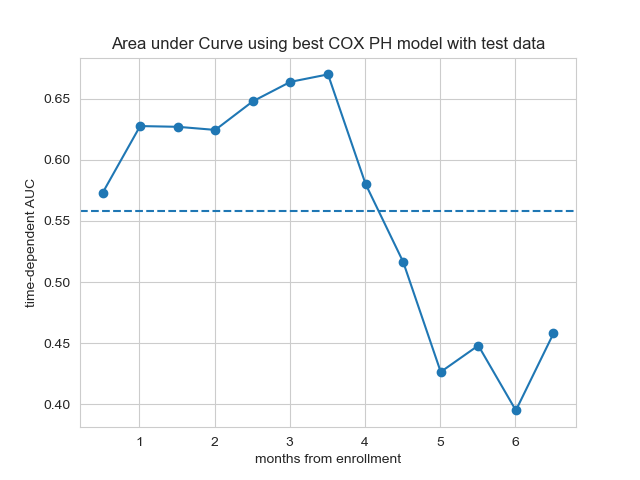 Area under Curve using best COX PH model with test data
time-dependent AUC
0.65
0.60
0.55
0.50
0.45
0.40
1 2 3 4 5 6
months from enrollment